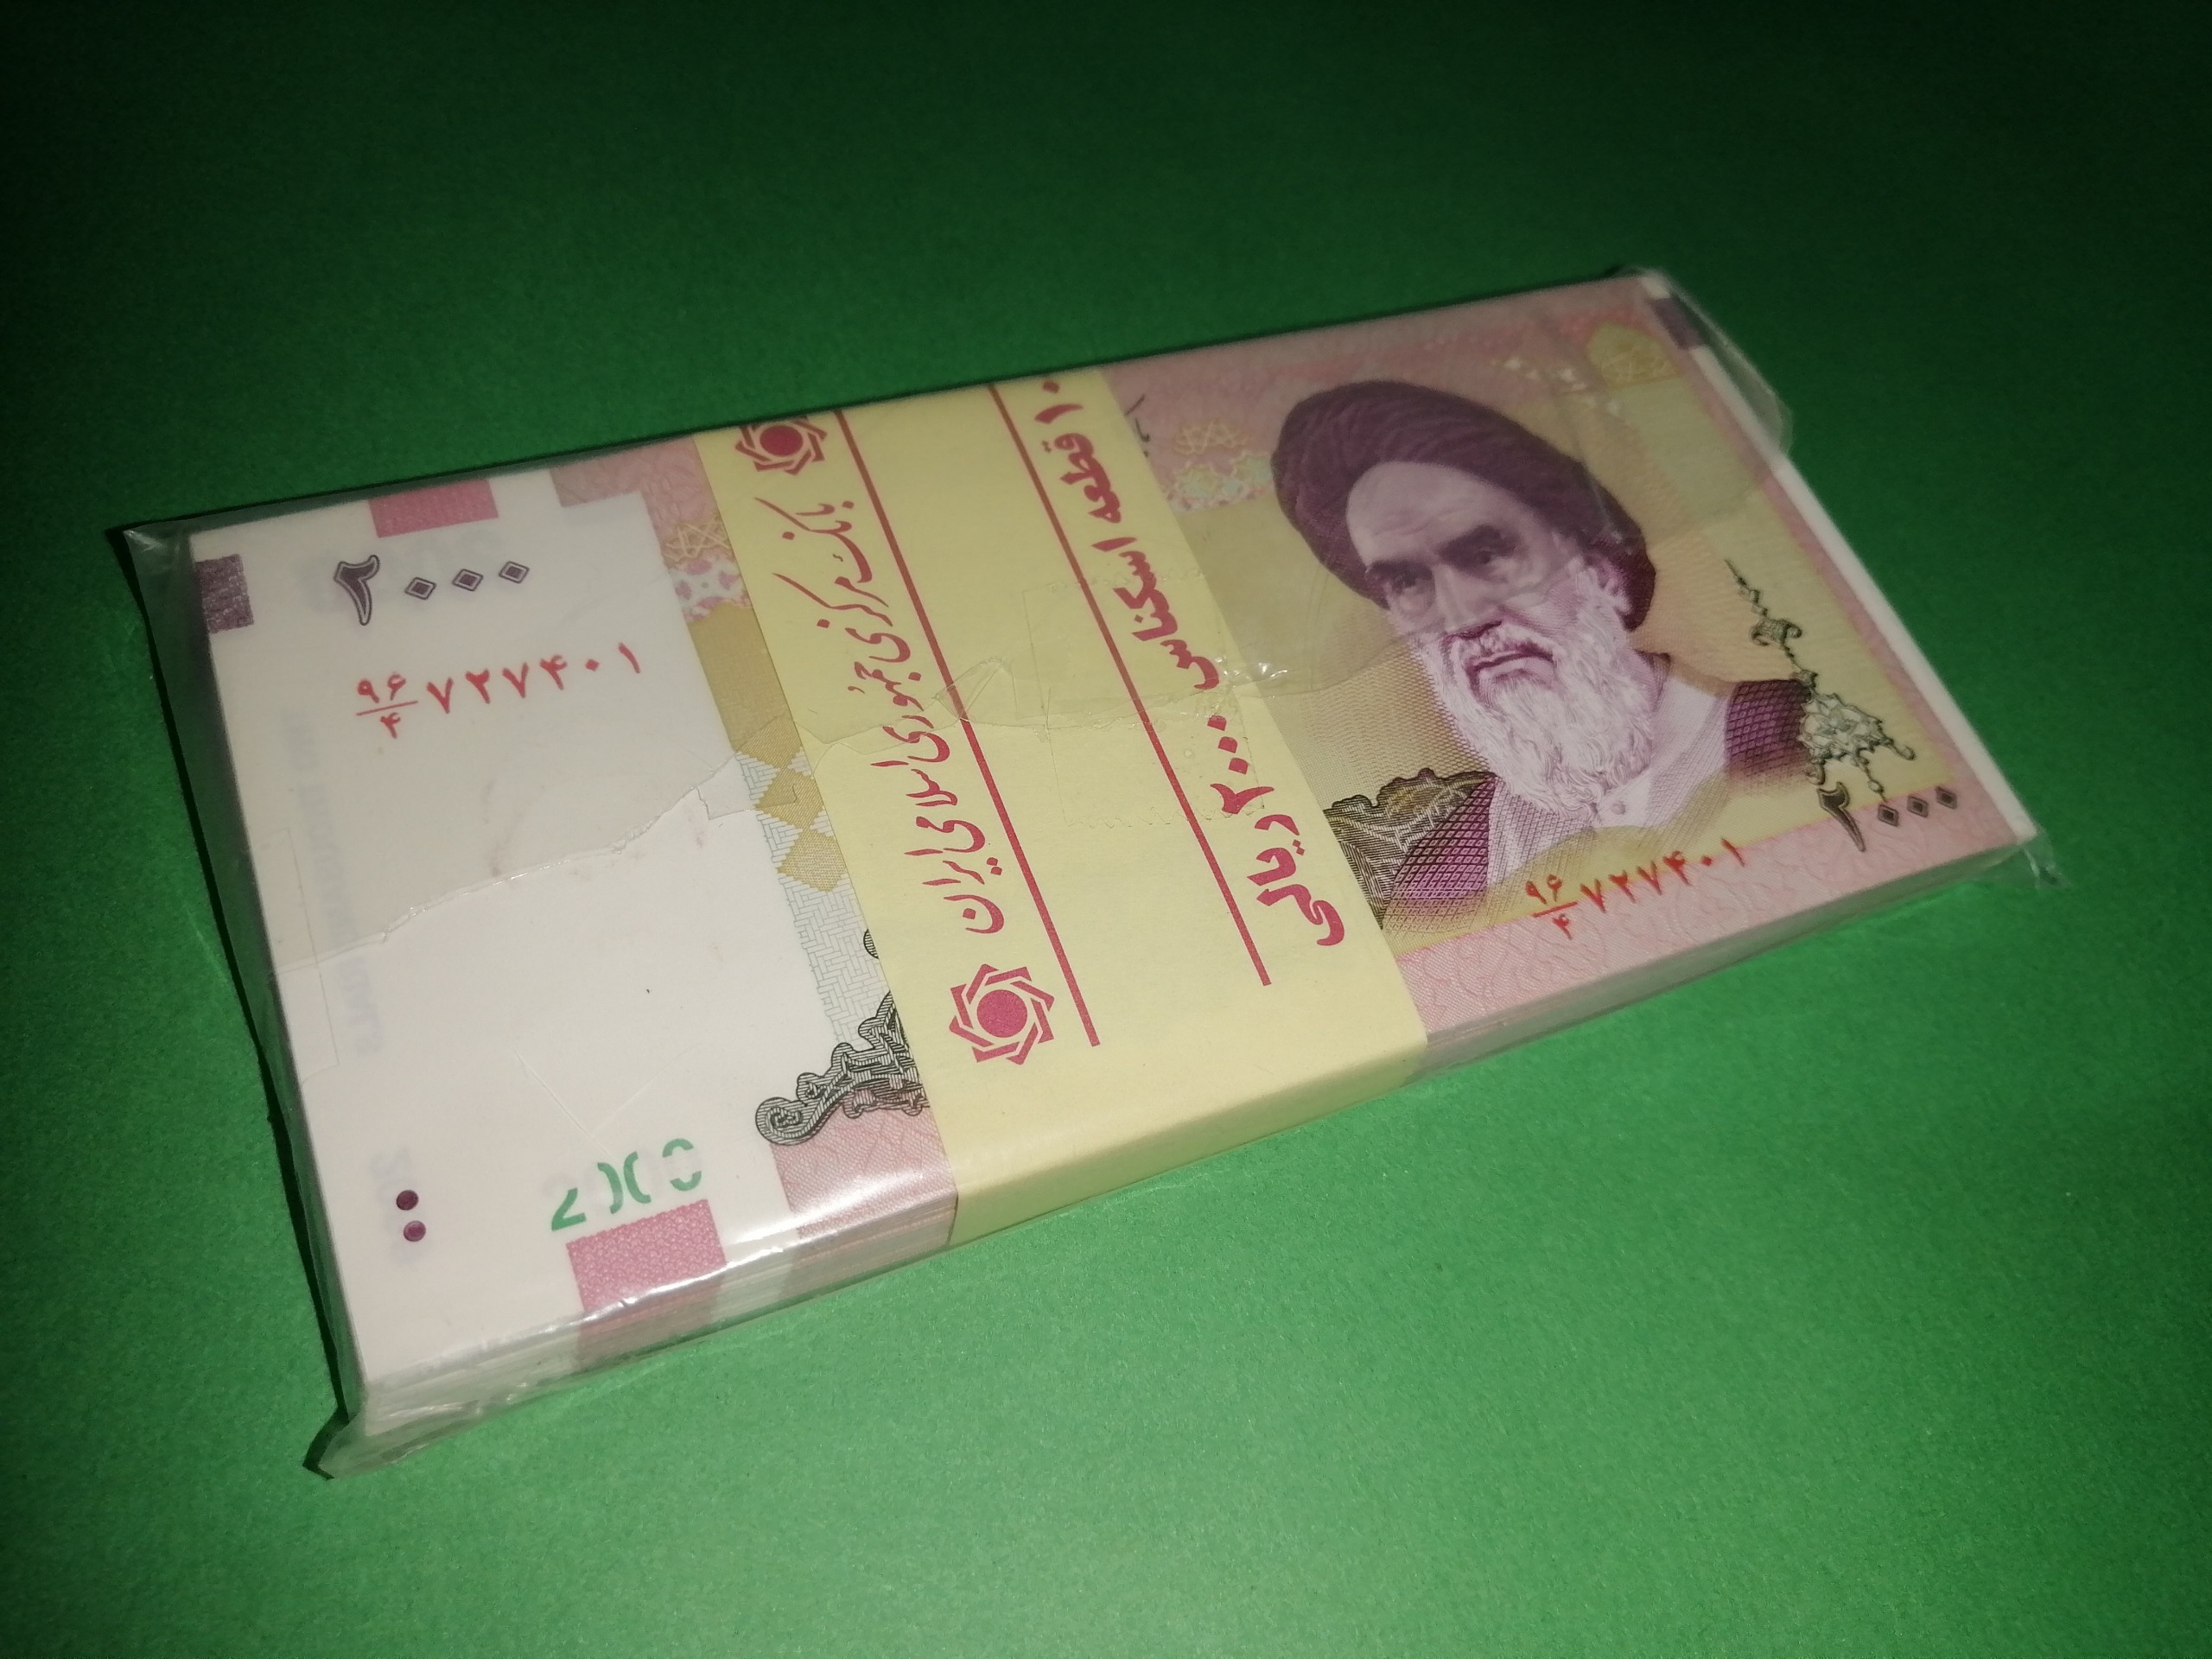 ۲۰۰۰
۹۶/۴ ۷۲۷۴۰۱
2000
بانک مرکزی جمهوری اسلامی ایران
قطعه اسکناس ۲۰۰۰ ریالی
۲۰۰۰
۹۶/۴ ۷۲۷۴۰۱